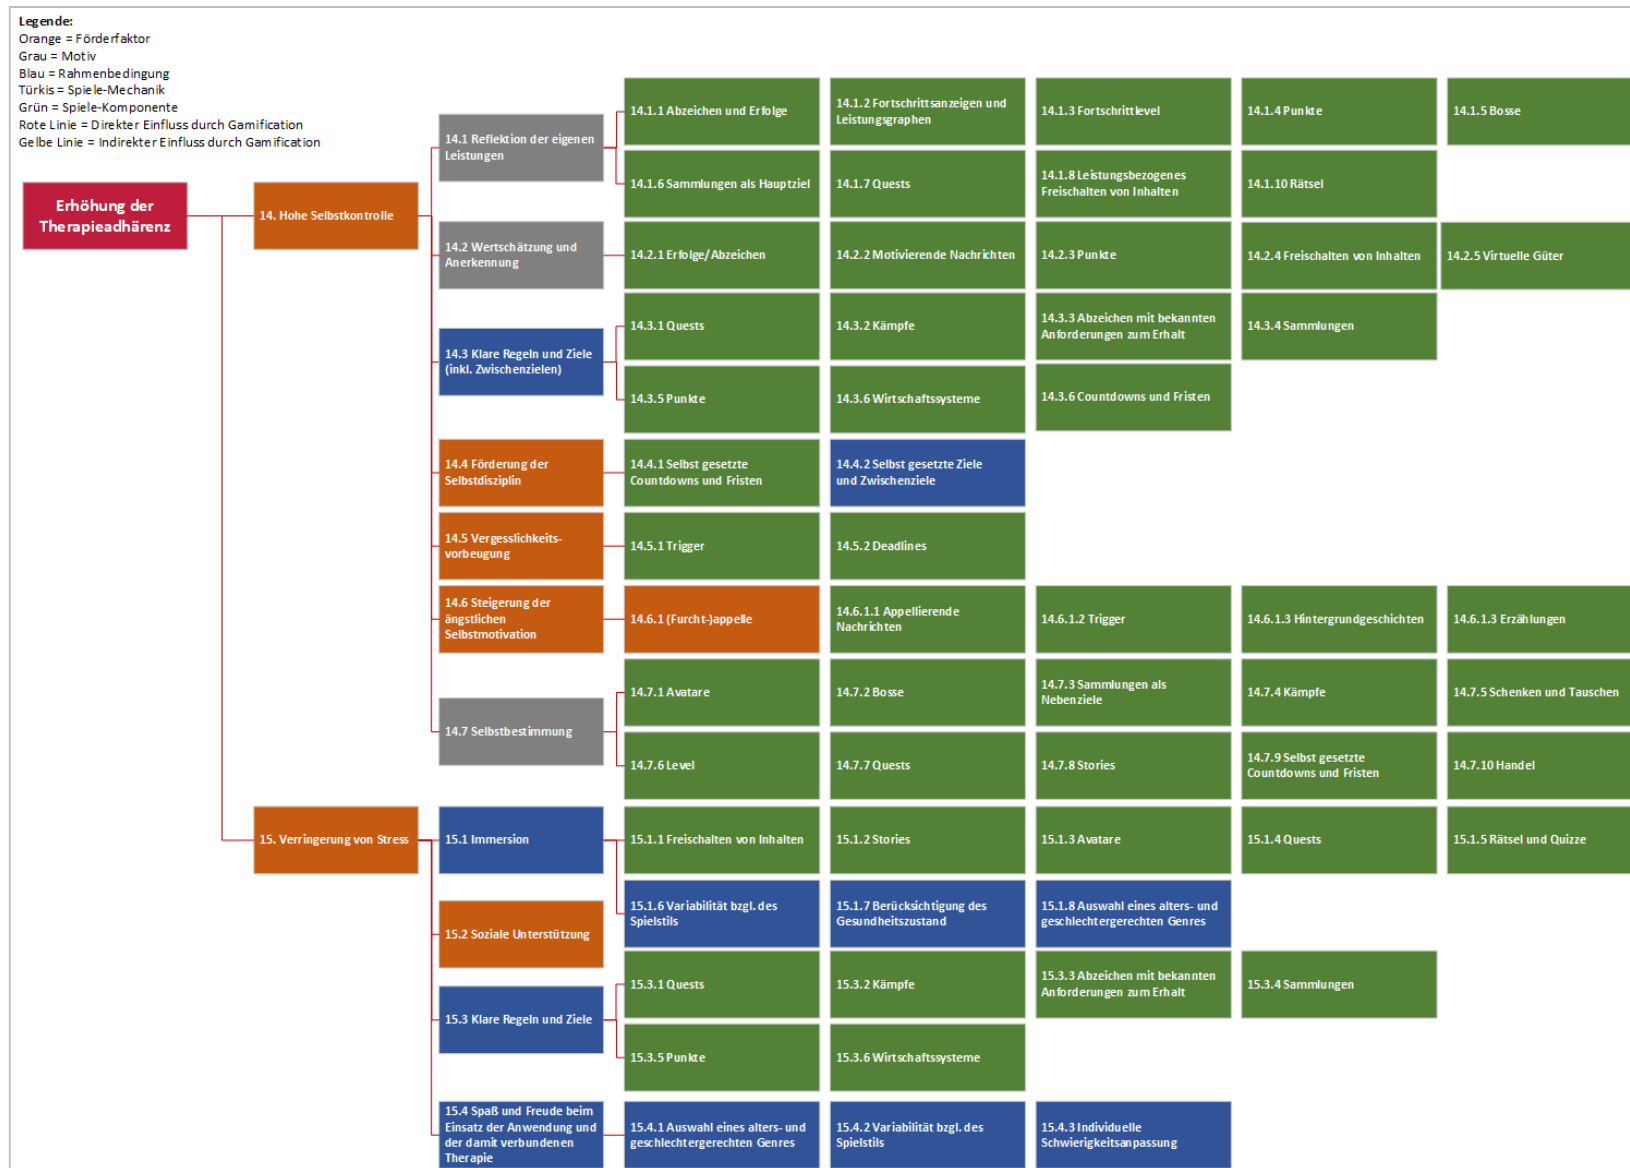 Legende:
Orange = Förderfaktor
Grau = Motiv
Blau = Rahmenbedingung
Türkis = Spiele-Mechanik
Grün = Spiele-Komponente
Rote Linie = Direkter Einfluss durch Gamification
Gelbe Linie = Indirekter Einfluss durch Gamification
Erhöhung der
Therapieadhärenz
14. Hohe Selbstkontrolle
14.1 Reflektion der eigenen
Leistungen
14.1.1 Abzeichen und Erfolge
14.1.2 Fortschrittsanzeigen und
Leistungsgraphen
14.1.3 Fortschrittlevel
14.1.4 Punkte
14.1.5 Bosse
14.1.6 Sammlungen als Hauptziel
14.1.7 Quests
14.1.8 Leistungsbezogenes
Freischalten von Inhalten
14.1.10 Rätsel
14.2 Wertschätzung und
Anerkennung
14.2.1 Erfolge/Abzeichen
14.2.2 Motivierende Nachrichten
14.2.3 Punkte
14.2.4 Freischalten von Inhalten
14.2.5 Virtuelle Güter
14.3 Klare Regeln und Ziele
(inkl. Zwischenzielen)
14.3.1 Quests
14.3.2 Kämpfe
14.3.3 Abzeichen mit bekannten
Anforderungen zum Erhalt
14.3.4 Sammlungen
14.3.5 Punkte
14.3.6 Wirtschaftssysteme
14.3.6 Countdowns und Fristen
14.4 Förderung der
Selbstdisziplin
14.4.1 Selbst gesetzte
Countdowns und Fristen
14.4.2 Selbst gesetzte Ziele
und Zwischenziele
14.5 Vergesslichkeits-
vorbeugung
14.5.1 Trigger
14.5.2 Deadlines
14.6 Steigerung der
ängstlichen
Selbstmotivation
14.6.1 (Furcht-)appelle
14.6.1.1 Appellierende
Nachrichten
14.6.1.2 Trigger
14.6.1.3 Hintergrundgeschichten
14.6.1.3 Erzählungen
14.7 Selbstbestimmung
14.7.1 Avatare
14.7.2 Bosse
14.7.3 Sammlungen als
Nebenziele
14.7.4 Kämpfe
14.7.5 Schenken und Tauschen
14.7.6 Level
14.7.7 Quests
14.7.8 Stories
14.7.9 Selbst gesetzte
Countdowns und Fristen
14.7.10 Handel
15. Verringerung von Stress
15.1 Immersion
15.1.1 Freischalten von Inhalten
15.1.2 Stories
15.1.3 Avatare
15.1.4 Quests
15.1.5 Rätsel und Quizze
15.1.6 Variabilität bzgl. des
Spielstils
15.1.7 Berücksichtigung des
Gesundheitszustand
15.1.8 Auswahl eines alters- und
geschlechtergerechten Genres
15.2 Soziale Unterstützung
15.3 Klare Regeln und Ziele
15.3.1 Quests
15.3.2 Kämpfe
15.3.3 Abzeichen mit bekannten
Anforderungen zum Erhalt
15.3.4 Sammlungen
15.3.5 Punkte
15.3.6 Wirtschaftssysteme
15.4 Spaß und Freude beim
Einsatz der Anwendung und
der damit verbundenen
Therapie
15.4.1 Auswahl eines alters- und
geschlechtergerechten Genres
15.4.2 Variabilität bzgl. des
Spielstils
15.4.3 Individuelle
Schwierigkeitsanpassung